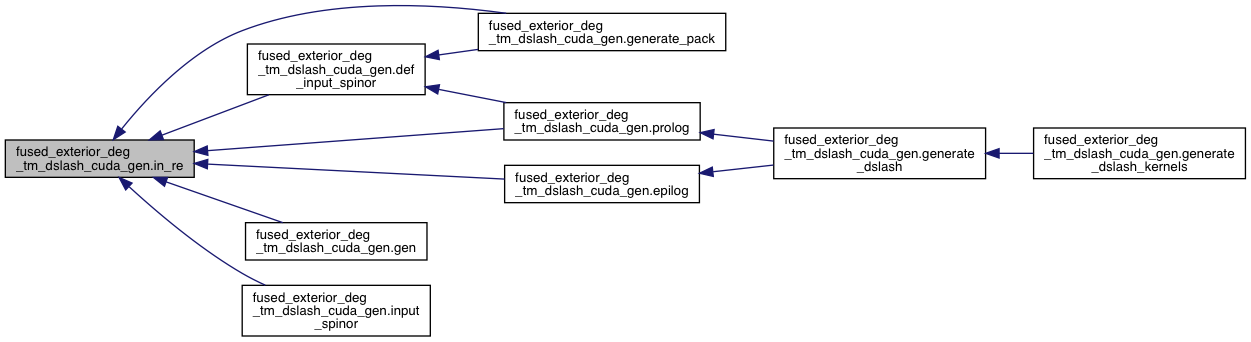 fused_exterior_deg
_tm_dslash_cuda_gen.in_re
fused_exterior_deg
_tm_dslash_cuda_gen.def
_input_spinor
fused_exterior_deg
_tm_dslash_cuda_gen.generate_pack
fused_exterior_deg
_tm_dslash_cuda_gen.prolog
fused_exterior_deg
_tm_dslash_cuda_gen.epilog
fused_exterior_deg
_tm_dslash_cuda_gen.gen
fused_exterior_deg
_tm_dslash_cuda_gen.input
_spinor
fused_exterior_deg
_tm_dslash_cuda_gen.generate
_dslash
fused_exterior_deg
_tm_dslash_cuda_gen.generate
_dslash_kernels